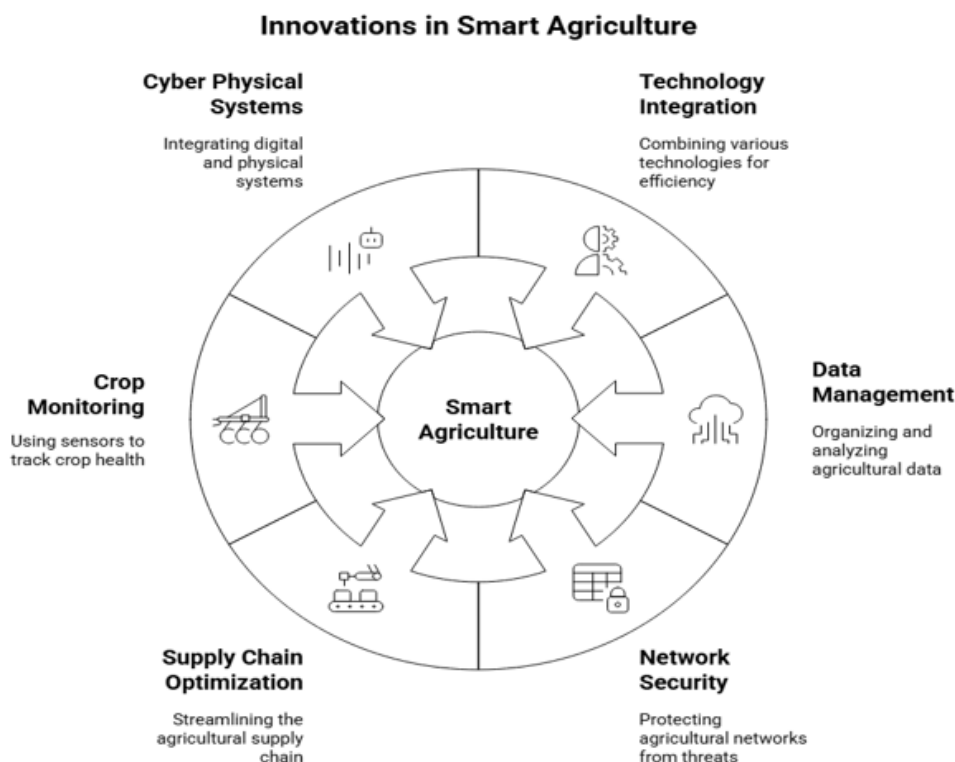 Innovations in Smart Agriculture
Cyber Physical
Systems
Integrating digital
and physical
systems
Technology
Integration
Combining various
technologies for
efficiency
Crop
Monitoring
Using sensors to
track crop health
Smart
Agriculture
Data
Management
Organizing and
analyzing
agricultural data
Supply Chain
Optimization
Streamlining the
agricultural supply
chain
Network
Security
Protecting
agricultural networks
from threats